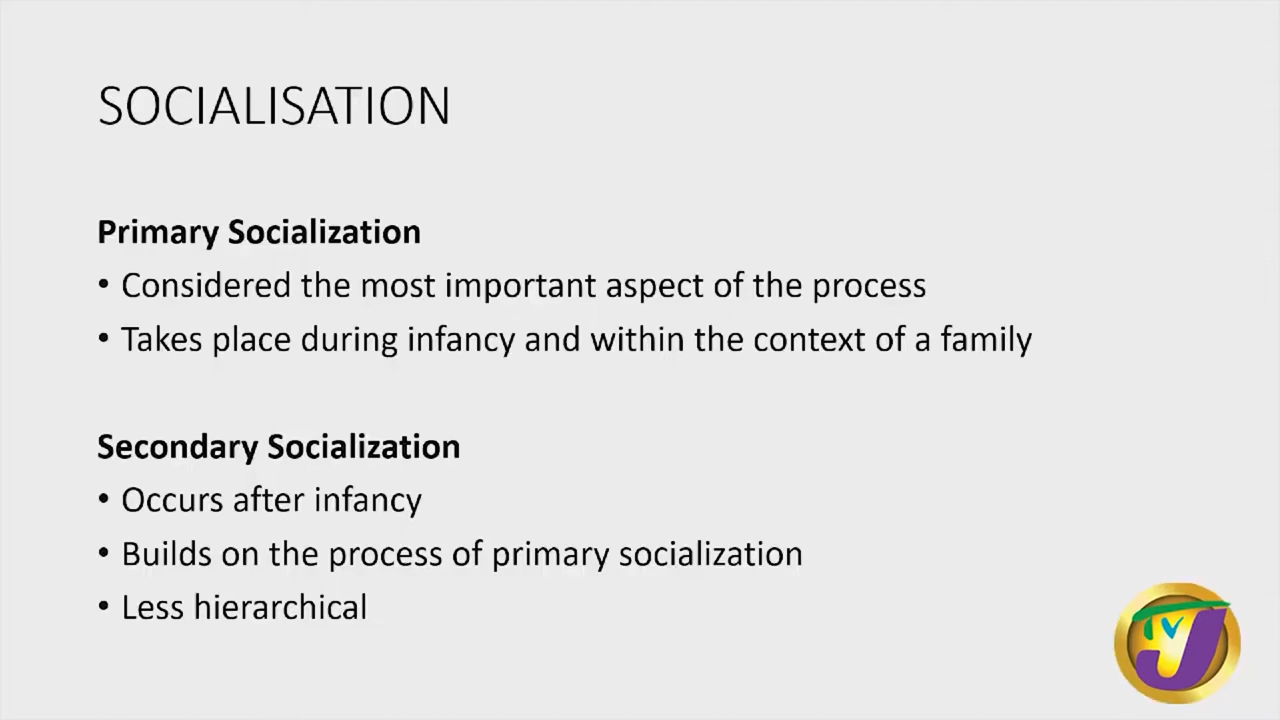 SOCIALISATION
Primary Socialization
• Considered the most important aspect of the process
• Takes place during infancy and within the context of a family
Secondary Socialization
• Occurs after infancy
• Builds on the process of primary socialization
• Less hierarchical
TVJ